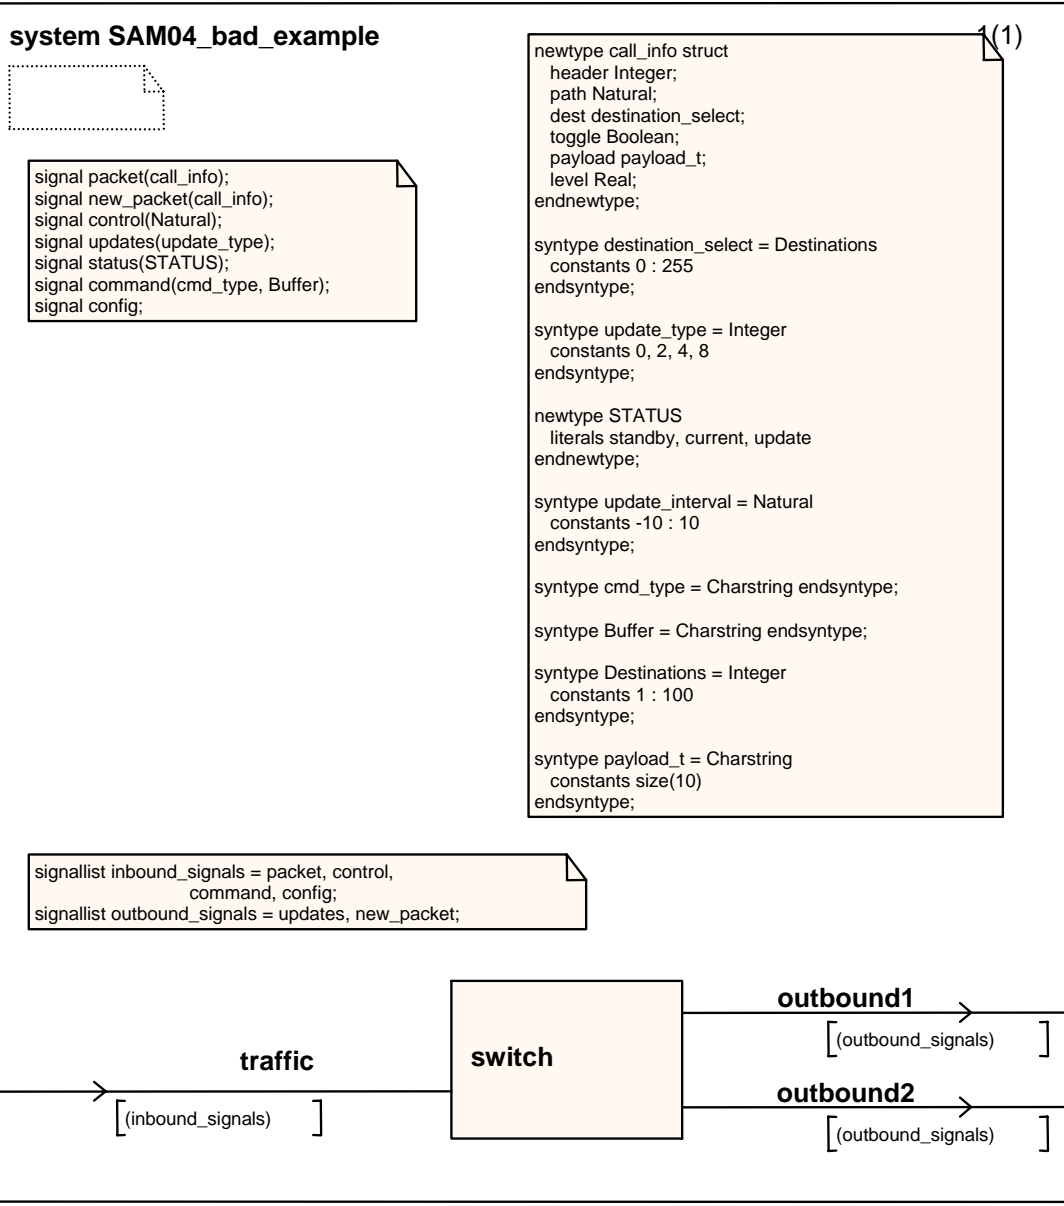 system SAM04_bad_example
1(1)
signal packet(call_info);
signal new_packet(call_info);
signal control(Natural);
signal updates(update_type);
signal status(STATUS);
signal command(cmd_type, Buffer);
signal config;
newtype call_info struct
header Integer;
path Natural;
dest destination_select;
toggle Boolean;
payload payload_t;
level Real;
endnewtype;
syntype destination_select = Destinations
constants 0 : 255
endsyntype;
syntype update_type = Integer
constants 0, 2, 4, 8
endsyntype;
newtype STATUS
literals standby, current, update
endnewtype;
syntype update_interval = Natural
constants -10 : 10
endsyntype;
syntype cmd_type = Charstring endsyntype;
syntype Buffer = Charstring endsyntype;
syntype Destinations = Integer
constants 1 : 100
endsyntype;
syntype payload_t = Charstring
constants size(10)
endsyntype;
signallist inbound_signals = packet, control,
command, config;
signallist outbound_signals = updates, new_packet;
traffic
(inbound_signals)
switch
outbound1
(outbound_signals)
outbound2
(outbound_signals)